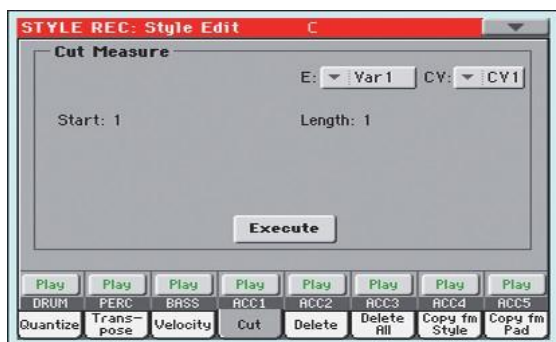 STYLE REC: Style Edit C
Cut Measure
E: Var1 CV: CV1
Start: 1 Length: 1
Execute
Play Play Play Play Play Play Play Play
DRUM PERC BASS ACC1 ACC2 ACC3 ACC4 ACC5
Quantize Trans-pose Velocity Cut Delete Delete All Copy fm Style Copy fm Pad